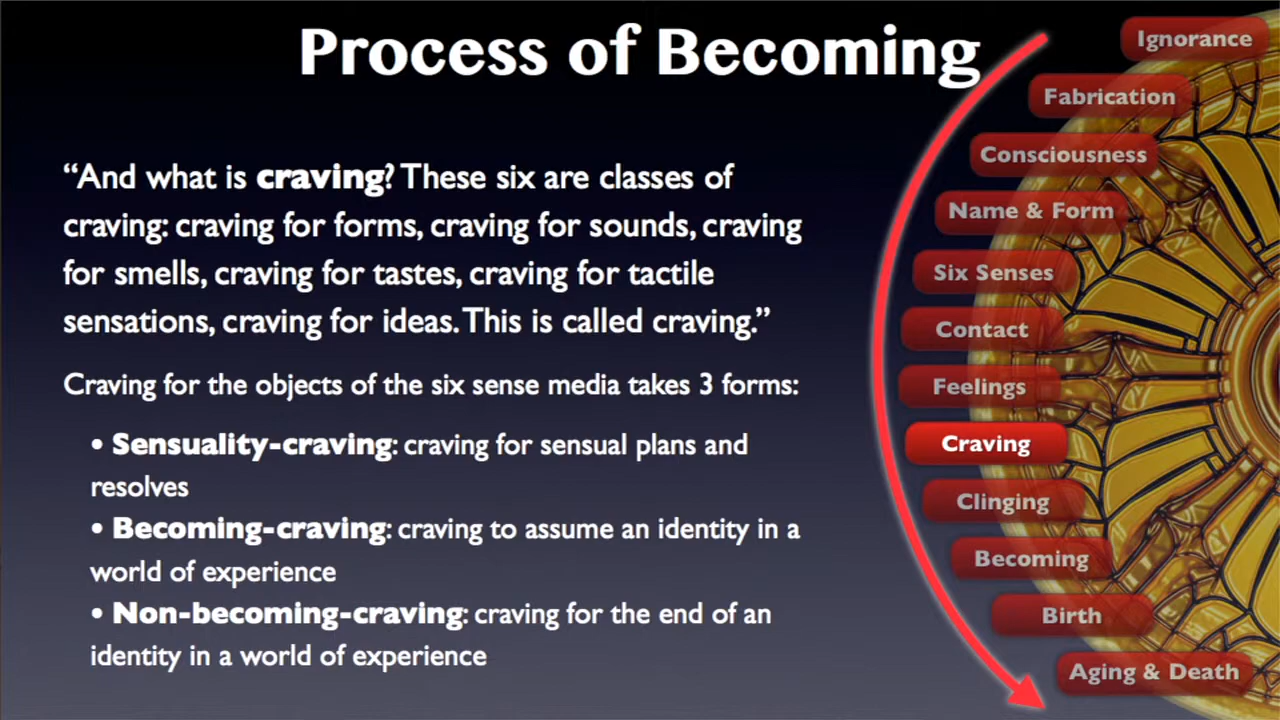 Process of Becoming
“And what is craving? These six are classes of
craving: craving for forms, craving for sounds, craving
for smells, craving for tastes, craving for tactile
sensations, craving for ideas. This is called craving.”
Craving for the objects of the six sense media takes 3 forms:
• Sensuality-craving: craving for sensual plans and
resolves
• Becoming-craving: craving to assume an identity in a
world of experience
• Non-becoming-craving: craving for the end of an
identity in a world of experience
Ignorance
Fabrication
Consciousness
Name & Form
Six Senses
Contact
Feelings
Craving
Clinging
Becoming
Birth
Aging & Death